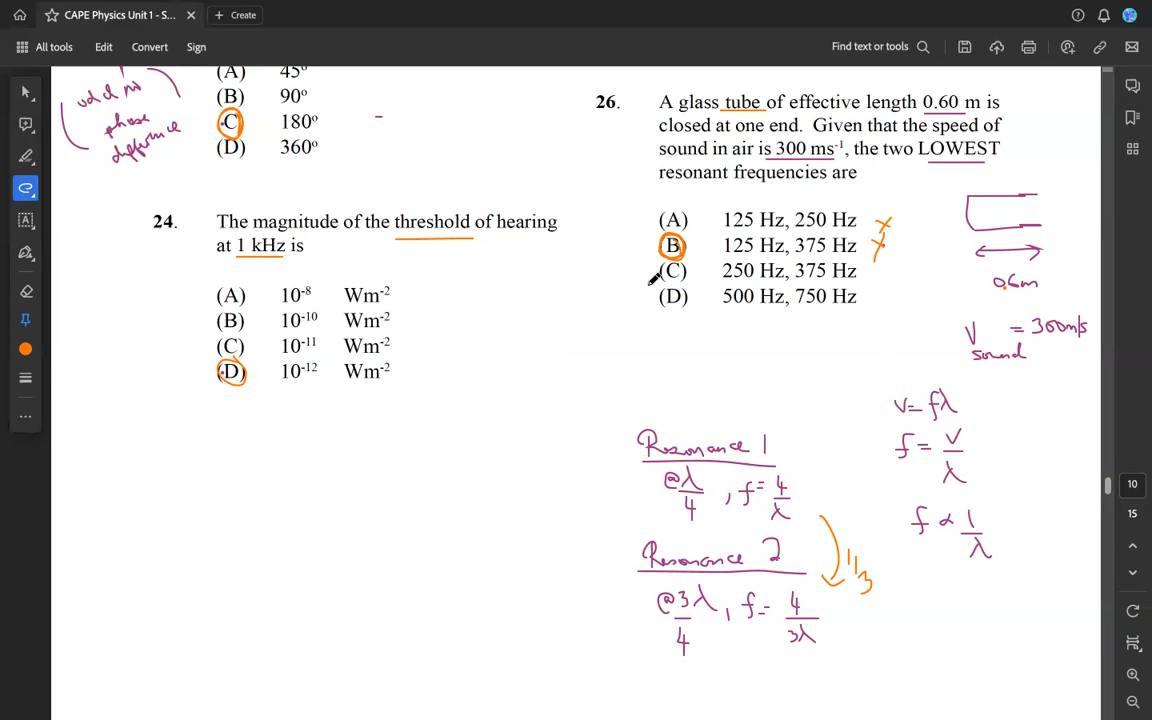 CAPE Physics Unit 1 - S...
Create
All tools
Edit
Convert
Sign
Find text or tools
phase
difference
(A) 45°
(B) 90°
(C) 180°
(D) 360°
24. The magnitude of the threshold of hearing
at 1 kHz is
(A) 10⁻⁸ Wm⁻²
(B) 10⁻¹⁰ Wm⁻²
(C) 10⁻¹¹ Wm⁻²
(D) 10⁻¹² Wm⁻²
26. A glass tube of effective length 0.60 m is
closed at one end. Given that the speed of
sound in air is 300 ms⁻¹, the two LOWEST
resonant frequencies are
(A) 125 Hz, 250 Hz
(B) 125 Hz, 375 Hz
(C) 250 Hz, 375 Hz
(D) 500 Hz, 750 Hz
0.6m
V sound = 300m/s
v = fλ
f = v/λ
f ∝ 1/λ
Resonance 1
@ λ/4, f = 4/λ
Resonance 2
@ 3λ/4, f = 4/3λ
1/3
10
15